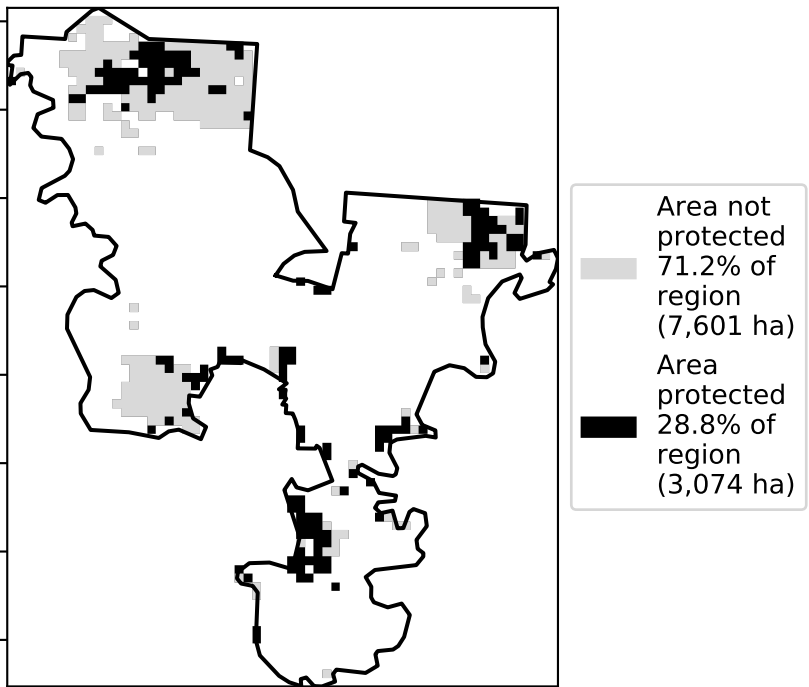 Area not
protected
71.2% of
region
(7,601 ha)
Area
protected
28.8% of
region
(3,074 ha)